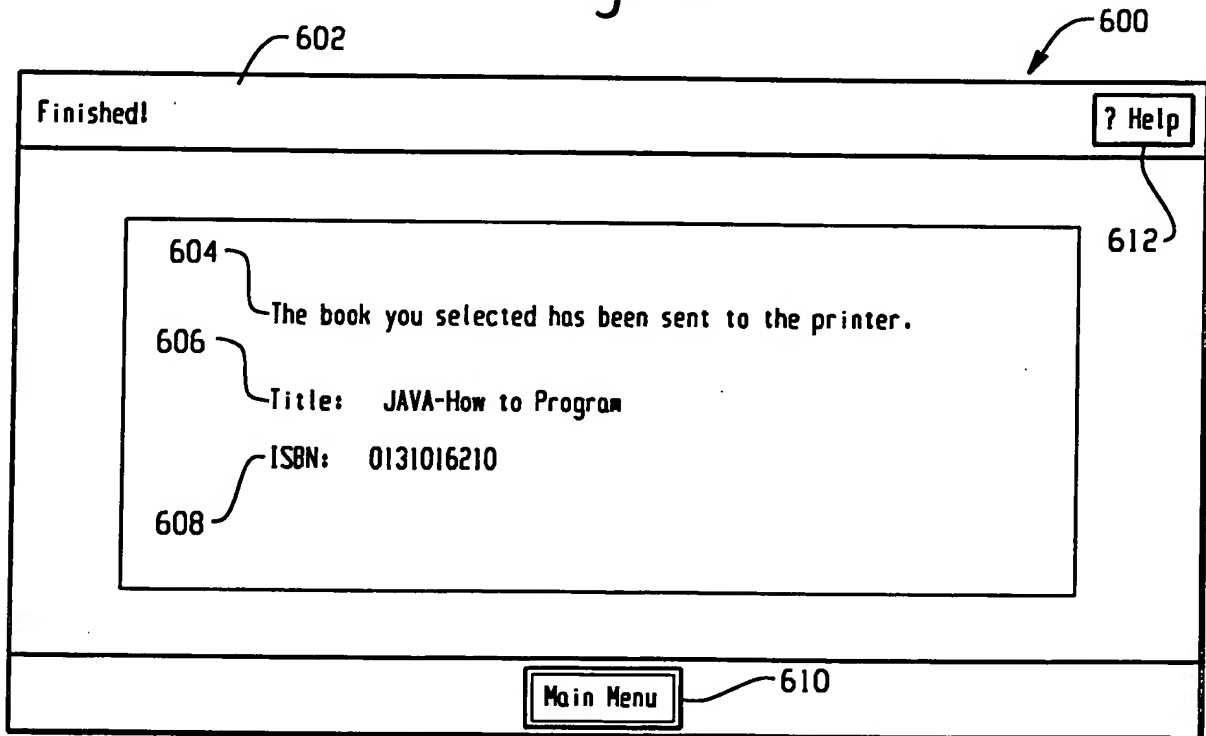 602
600
Finished!
? Help
612
604
The book you selected has been sent to the printer.
606
Title: JAVA-How to Program
ISBN: 0131016210
608
Main Menu
610